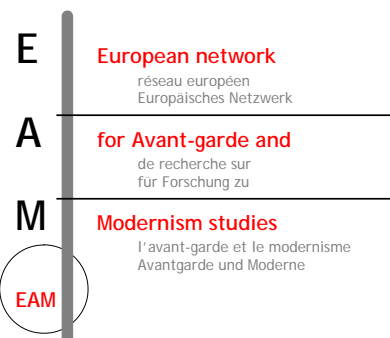 E
European network
réseau européen
Europäisches Netzwerk
A
for Avant-garde and
de recherche sur
für Forschung zu
M
Modernism studies
l'avant-garde et le modernisme
Avantgarde und Moderne
EAM